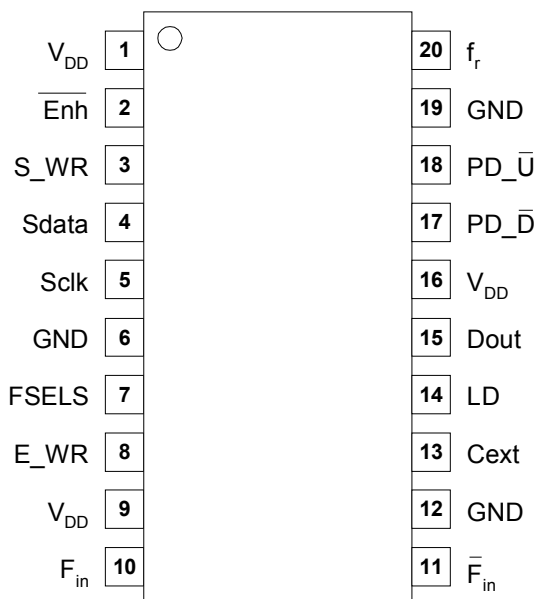 V_DD 1 20 f_r
E̅n̅h̅ 2 19 GND
S_WR 3 18 PD_U̅
Sdata 4 17 PD_D̅
Sclk 5 16 V_DD
GND 6 15 Dout
FSELS 7 14 LD
E_WR 8 13 Cext
V_DD 9 12 GND
F_in 10 11 F̅_in